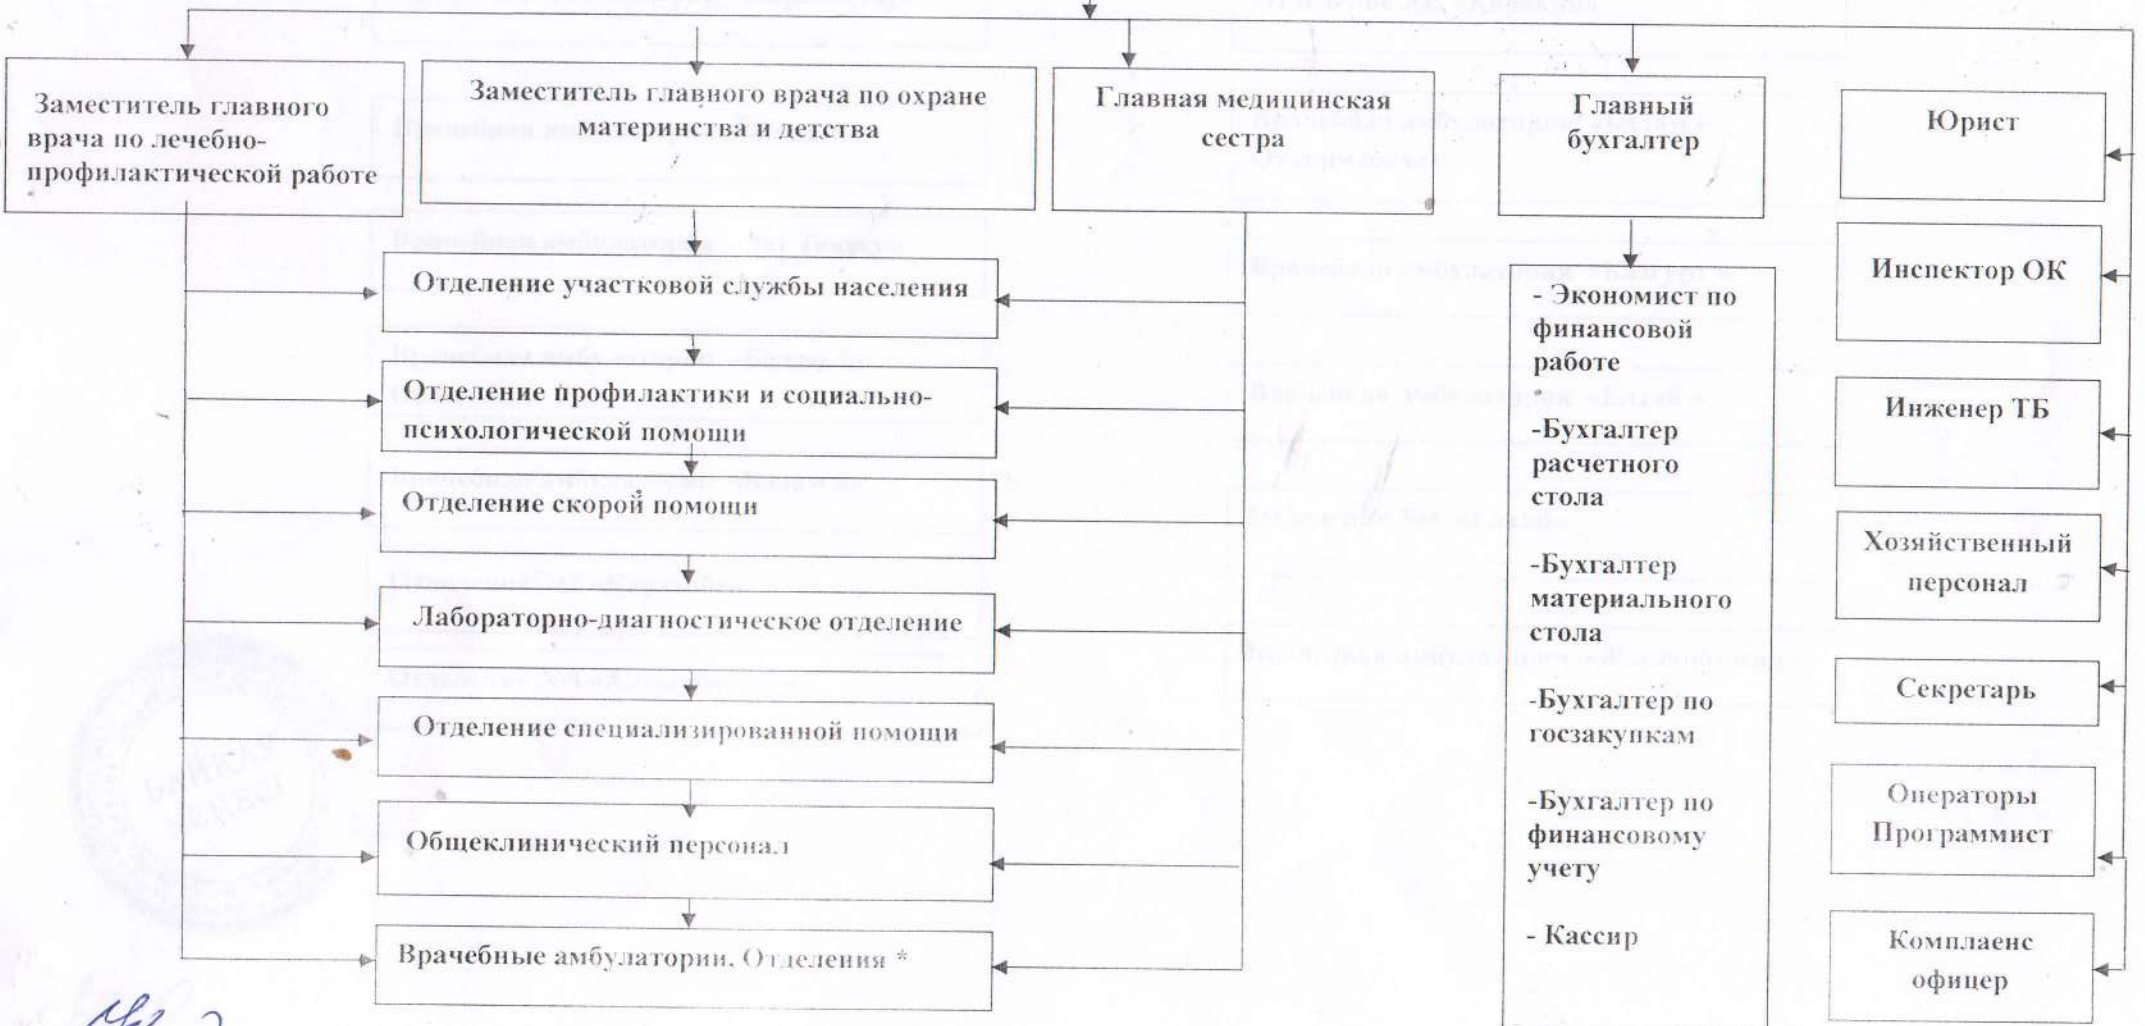 Заместитель главного
врача по лечебно-
профилактической работе
Заместитель главного врача по охране
материнства и детства
Главная медицинская
сестра
Главный
бухгалтер
Юрист
Отделение участковой службы населения
Отделение профилактики и социально-
психологической помощи
Отделение скорой помощи
Лабораторно-диагностическое отделение
Отделение специализированной помощи
Общеклинический персонал
Врачебные амбулатории. Отделения *
- Экономист по
финансовой
работе
-Бухгалтер
расчетного
стола
-Бухгалтер
материального
стола
-Бухгалтер по
госзакупкам
-Бухгалтер по
финансовому
учету
- Кассир
Инспектор ОК
Инженер ТБ
Хозяйственный
персонал
Секретарь
Операторы
Программист
Комплаенс
офицер